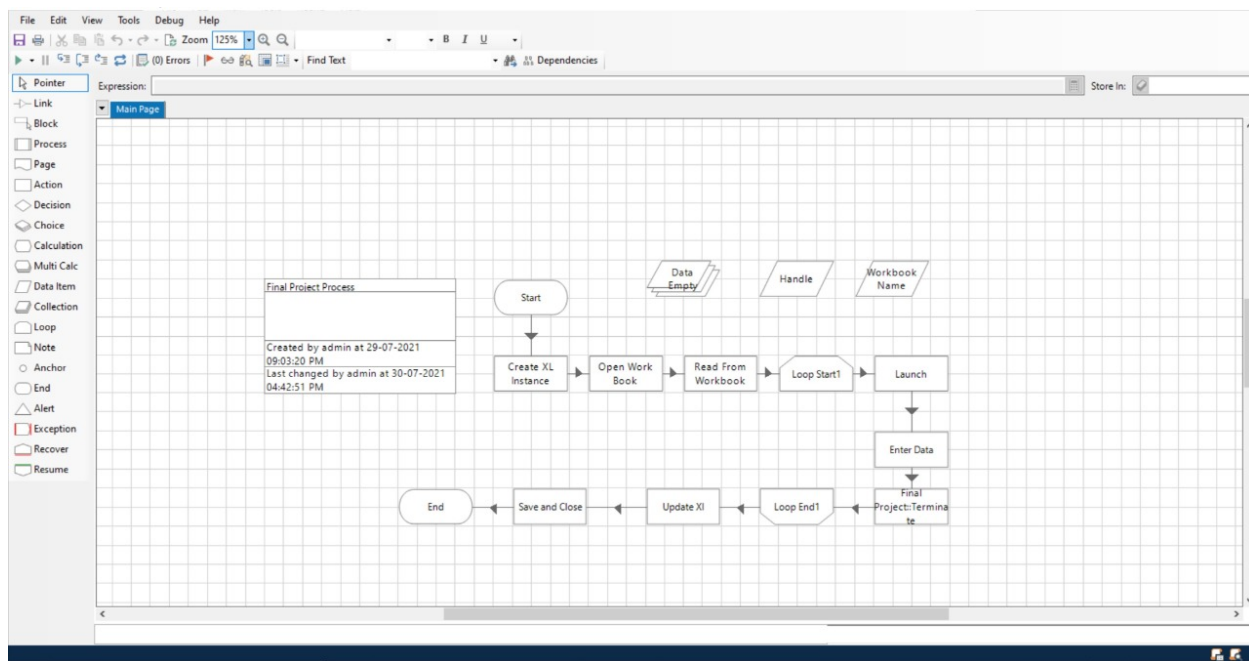 File Edit View Tools Debug Help
Zoom 125% B I U
(0) Errors Find Text Dependencies
Pointer
Expression: Store In:
Link
Main Page
Block
Process
Page
Action
Decision
Choice
Calculation
Multi Calc
Data Item
Collection
Loop
Note
Anchor
End
Alert
Exception
Recover
Resume
Data
Empty
Handle
Workbook
Name
Final Project Process
Created by admin at 29-07-2021
09:03:20 PM
Last changed by admin at 30-07-2021
04:42:51 PM
Start
Create XL
Instance
Open Work
Book
Read From
Workbook
Loop Start1
Launch
Enter Data
Final
Project::Termina
te
Loop End1
Update Xl
Save and Close
End